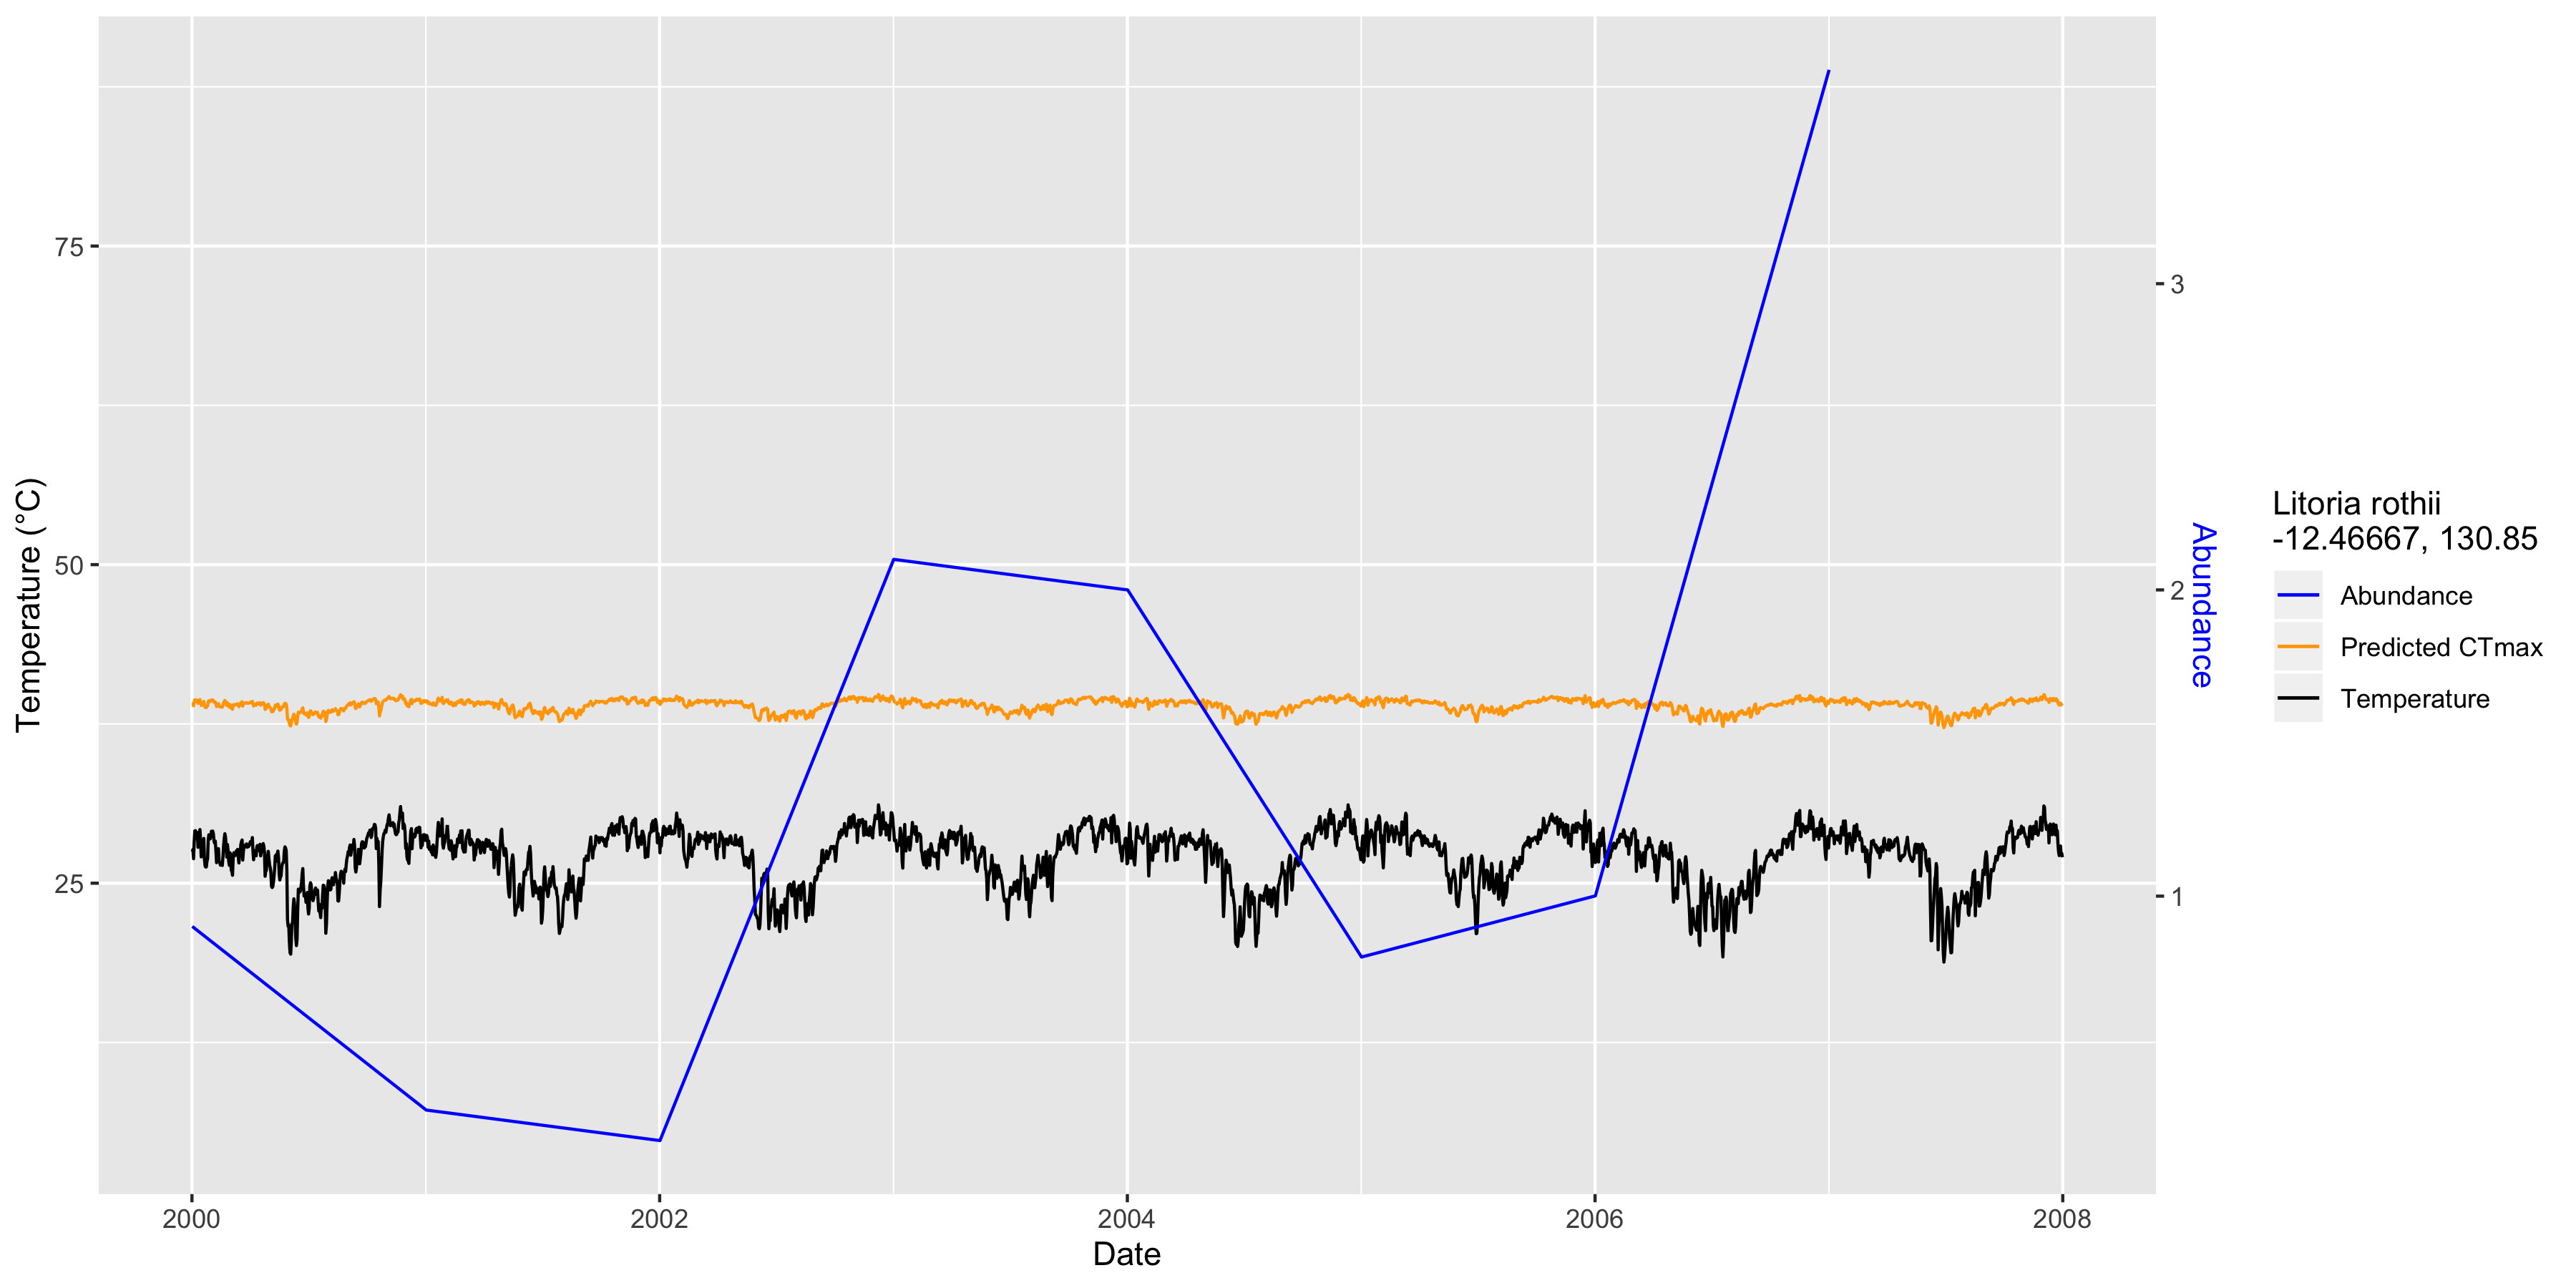 Temperature (°C)
75
50
25
2000
2002
2004
2006
2008
Date
3
2
1
Abundance
Litoria rothii
-12.46667, 130.85
Abundance
Predicted CTmax
Temperature